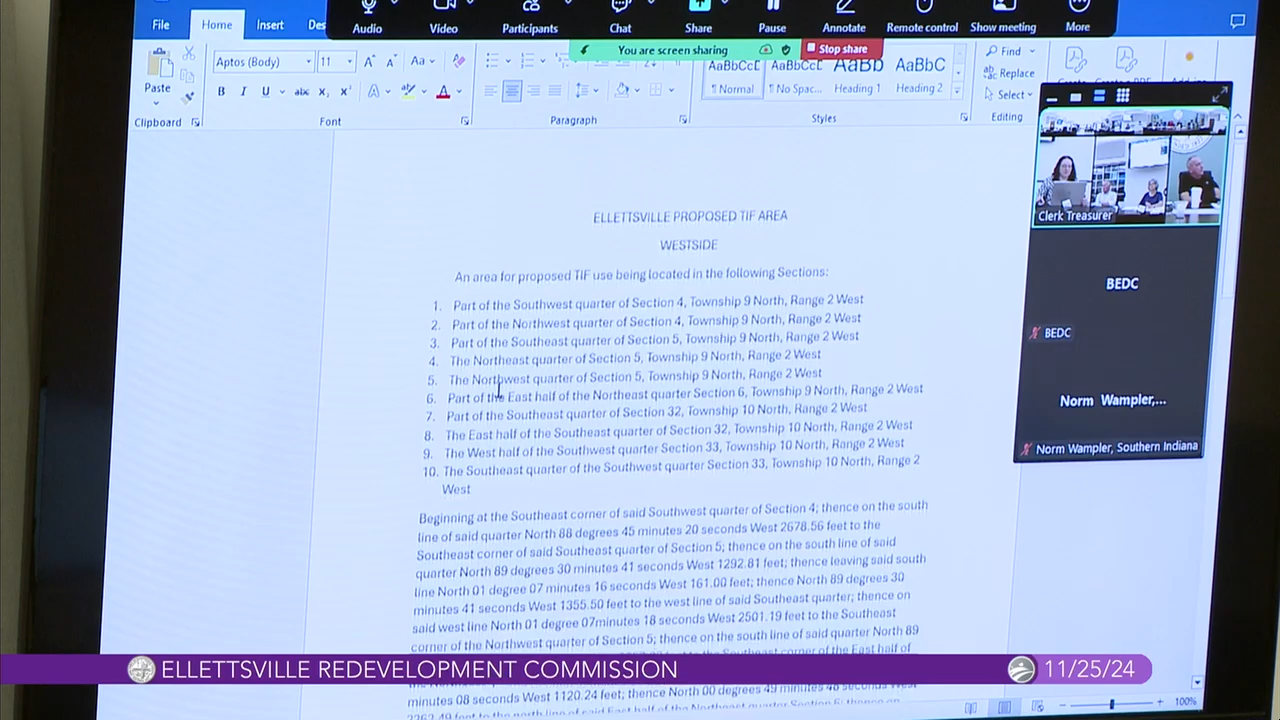 Audio
Video
Participants
Chat
Share
Pause
Annotate
Remote control
Show meeting
More
You are screen sharing
Stop share
File
Home
Insert
Des
Aptos (Body)
11
Paste
Clipboard
Font
Paragraph
AaBbCcD
¶ Normal
AaBbCcD
¶ No Spac...
AaBb
Heading 1
AaBbC
Heading 2
Styles
Find
Replace
Select
Editing
Clerk Treasurer
BEDC
BEDC
Norm Wampler,...
Norm Wampler, Southern Indiana
ELLETTSVILLE PROPOSED TIF AREA
WESTSIDE
An area for proposed TIF use being located in the following Sections:
1. Part of the Southwest quarter of Section 4, Township 9 North, Range 2 West
2. Part of the Northwest quarter of Section 4, Township 9 North, Range 2 West
3. Part of the Southeast quarter of Section 5, Township 9 North, Range 2 West
4. The Northeast quarter of Section 5, Township 9 North, Range 2 West
5. The Northwest quarter of Section 5, Township 9 North, Range 2 West
6. Part of the East half of the Northeast quarter Section 6, Township 9 North, Range 2 West
7. Part of the Southeast quarter of Section 32, Township 10 North, Range 2 West
8. The East half of the Southeast quarter of Section 32, Township 10 North, Range 2 West
9. The West half of the Southwest quarter Section 33, Township 10 North, Range 2 West
10. The Southeast quarter of the Southwest quarter Section 33, Township 10 North, Range 2
West
Beginning at the Southeast corner of said Southwest quarter of Section 4; thence on the south
line of said quarter North 88 degrees 45 minutes 20 seconds West 2678.56 feet to the
Southeast corner of said Southeast quarter of Section 5; thence on the south line of said
quarter North 89 degrees 30 minutes 41 seconds West 1292.81 feet; thence leaving said south
line North 01 degree 07 minutes 16 seconds West 161.00 feet; thence North 89 degrees 30
minutes 41 seconds West 1355.50 feet to the west line of said Southeast quarter; thence on
said west line North 01 degree 07minutes 18 seconds West 2501.19 feet to the Southeast
corner of the Northwest quarter of Section 5; thence on the south line of said quarter North 89
ELLETTSVILLE REDEVELOPMENT COMMISSION
11/25/24
minutes 08 seconds West 1120.24 feet; thence North 00 degrees 49 minutes 48 seconds West
100%